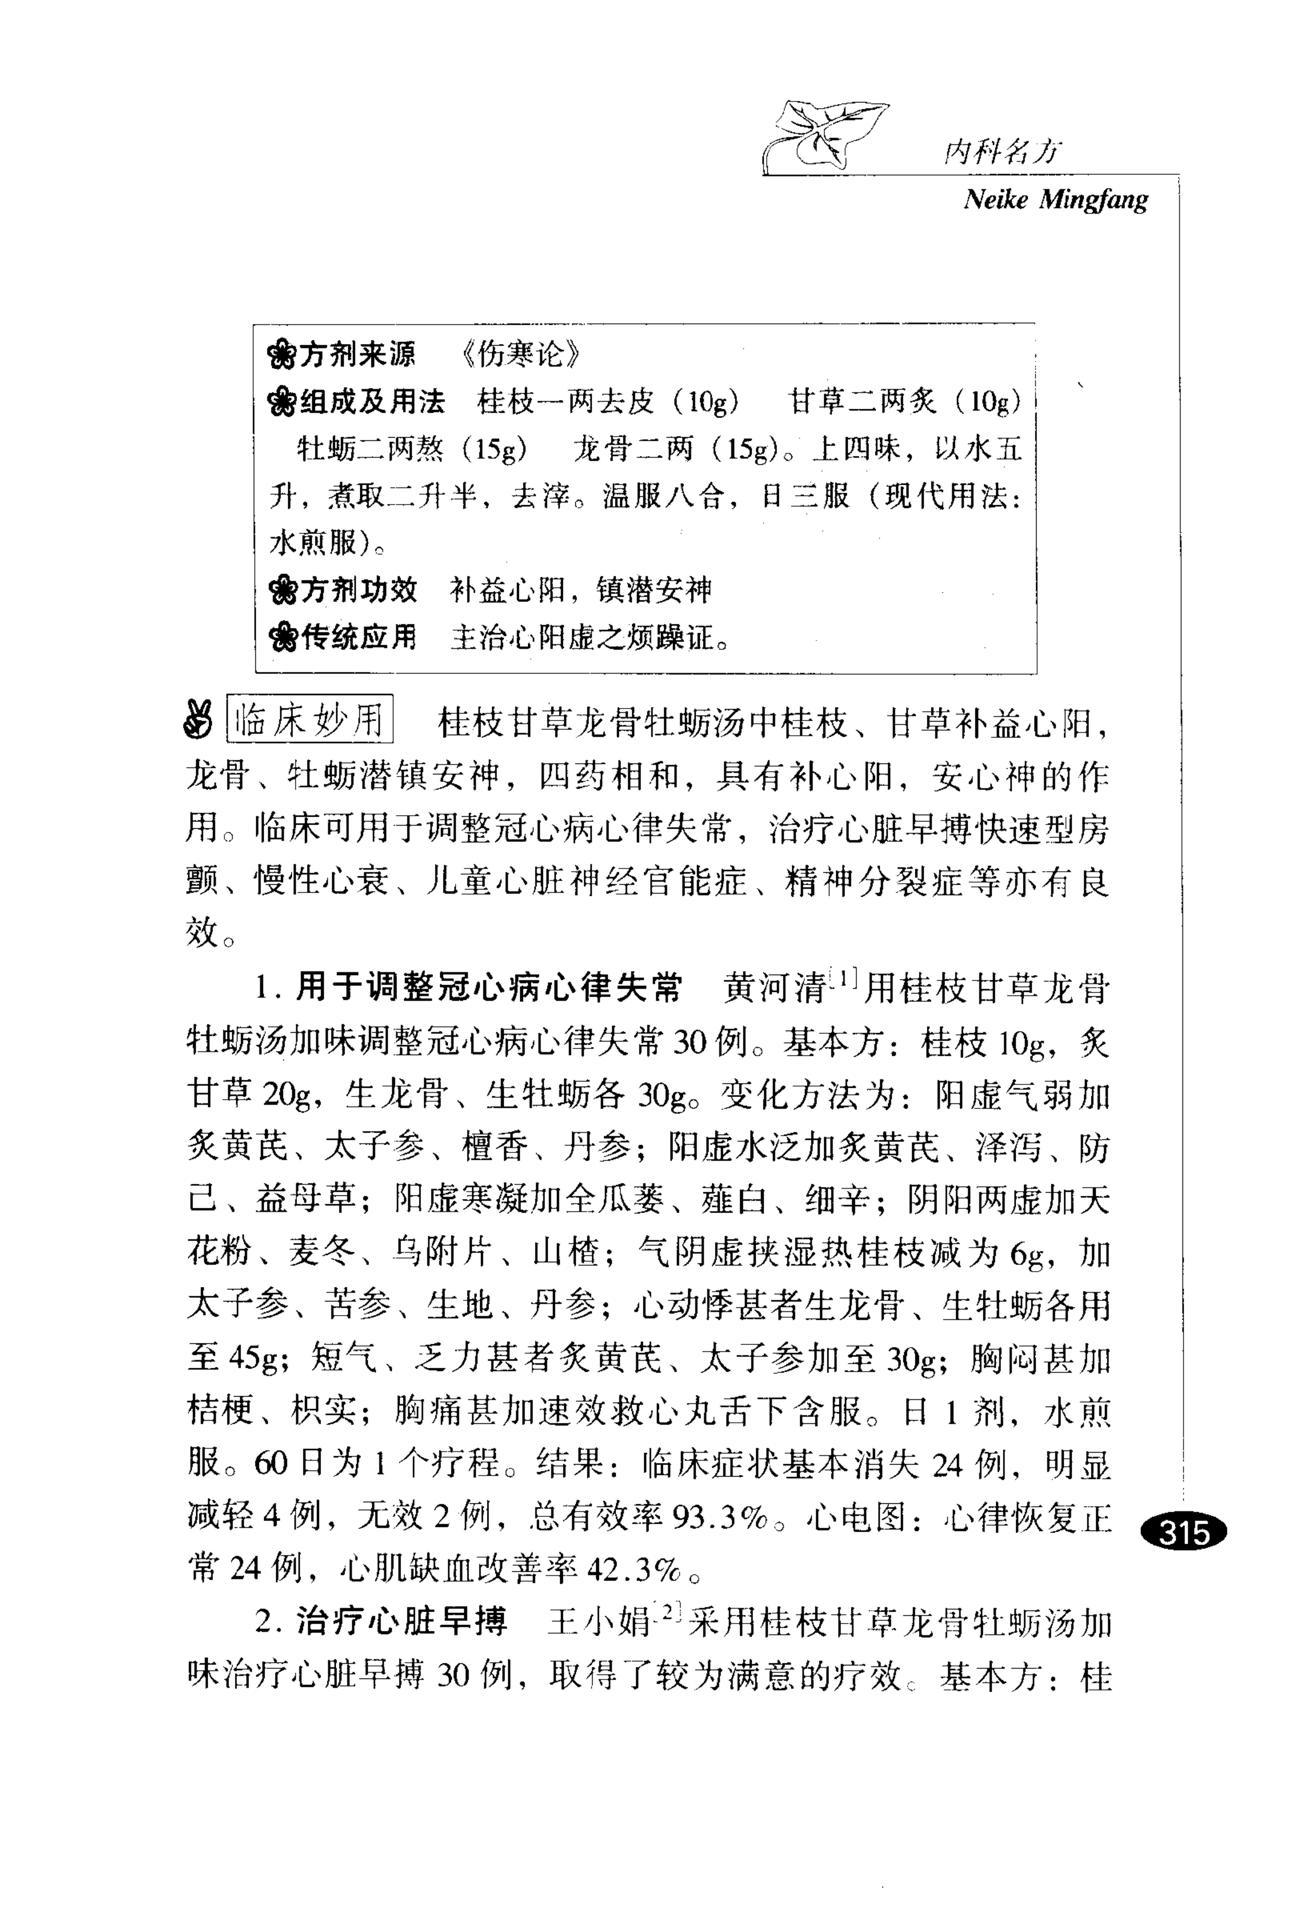 内科名方
Neike Mingfang
方剂来源 《伤寒论》
组成及用法 桂枝一两去皮（10g） 甘草二两炙（10g）
牡蛎二两熬（15g） 龙骨二两（15g）。上四味，以水五
升，煮取二升半，去滓。温服八合，日三服（现代用法：
水煎服）。
方剂功效 补益心阳，镇潜安神
传统应用 主治心阳虚之烦躁证。
临床妙用 桂枝甘草龙骨牡蛎汤中桂枝、甘草补益心阳，
龙骨、牡蛎潜镇安神，四药相和，具有补心阳，安心神的作
用。临床可用于调整冠心病心律失常，治疗心脏早搏快速型房
颤、慢性心衰、儿童心脏神经官能症、精神分裂症等亦有良
效。
1. 用于调整冠心病心律失常 黄河清[1]用桂枝甘草龙骨
牡蛎汤加味调整冠心病心律失常 30 例。基本方：桂枝 10g，炙
甘草 20g，生龙骨、生牡蛎各 30g。变化方法为：阳虚气弱加
炙黄芪、太子参、檀香、丹参；阳虚水泛加炙黄芪、泽泻、防
己、益母草；阳虚寒凝加全瓜蒌、薤白、细辛；阴阳两虚加天
花粉、麦冬、乌附片、山楂；气阴虚挟湿热桂枝减为 6g，加
太子参、苦参、生地、丹参；心动悸甚者生龙骨、生牡蛎各用
至 45g；短气、乏力甚者炙黄芪、太子参加至 30g；胸闷甚加
桔梗、枳实；胸痛甚加速效救心丸舌下含服。日 1 剂，水煎
服。60 日为 1 个疗程。结果：临床症状基本消失 24 例，明显
减轻 4 例，无效 2 例，总有效率 93.3%。心电图：心律恢复正
常 24 例，心肌缺血改善率 42.3%。
315
2. 治疗心脏早搏 王小娟[2]采用桂枝甘草龙骨牡蛎汤加
味治疗心脏早搏 30 例，取得了较为满意的疗效。基本方：桂